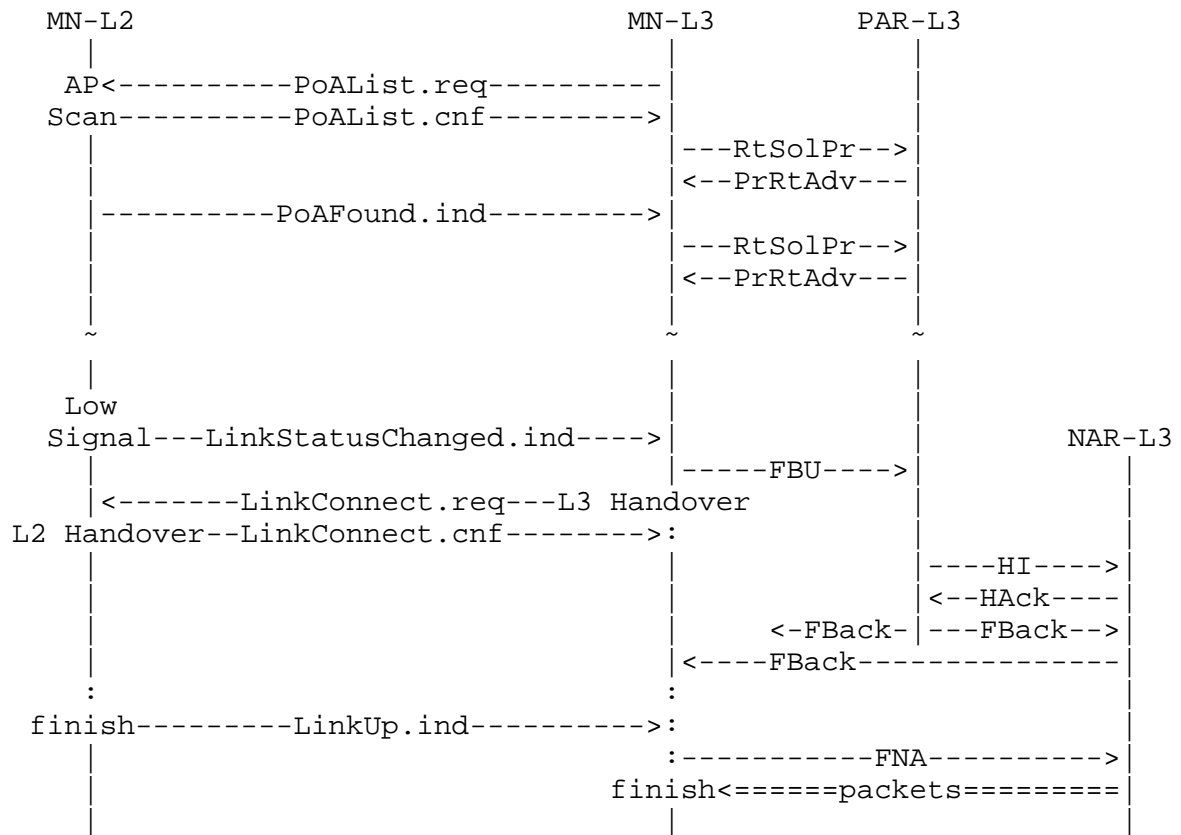 MN-L2                            MN-L3         PAR-L3
    |                                |             |
   AP<----------PoAList.req----------|             |
  Scan----------PoAList.cnf--------->|             |
    |                                |---RtSolPr-->|
    |                                |<--PrRtAdv---|
    |----------PoAFound.ind--------->|             |
    |                                |---RtSolPr-->|
    |                                |<--PrRtAdv---|
    |                                |             |
    ~                                ~             ~
    |                                |             |
   Low                               |             |
  Signal---LinkStatusChanged.ind---->|             |        NAR-L3
    |                                |-----FBU---->|           |
    |<-------LinkConnect.req---L3 Handover         |           |
L2 Handover--LinkConnect.cnf-------->:             |           |
    |                                |             |----HI---->|
    |                                |             |<--HAck----|
    |                                |     <-FBack-|---FBack-->|
    |                                |<----FBack---------------|
    :                                :                         |
 finish---------LinkUp.ind---------->:                         |
    |                                :-----------FNA---------->|
    |                             finish<======packets=========|
    |                                |                         |